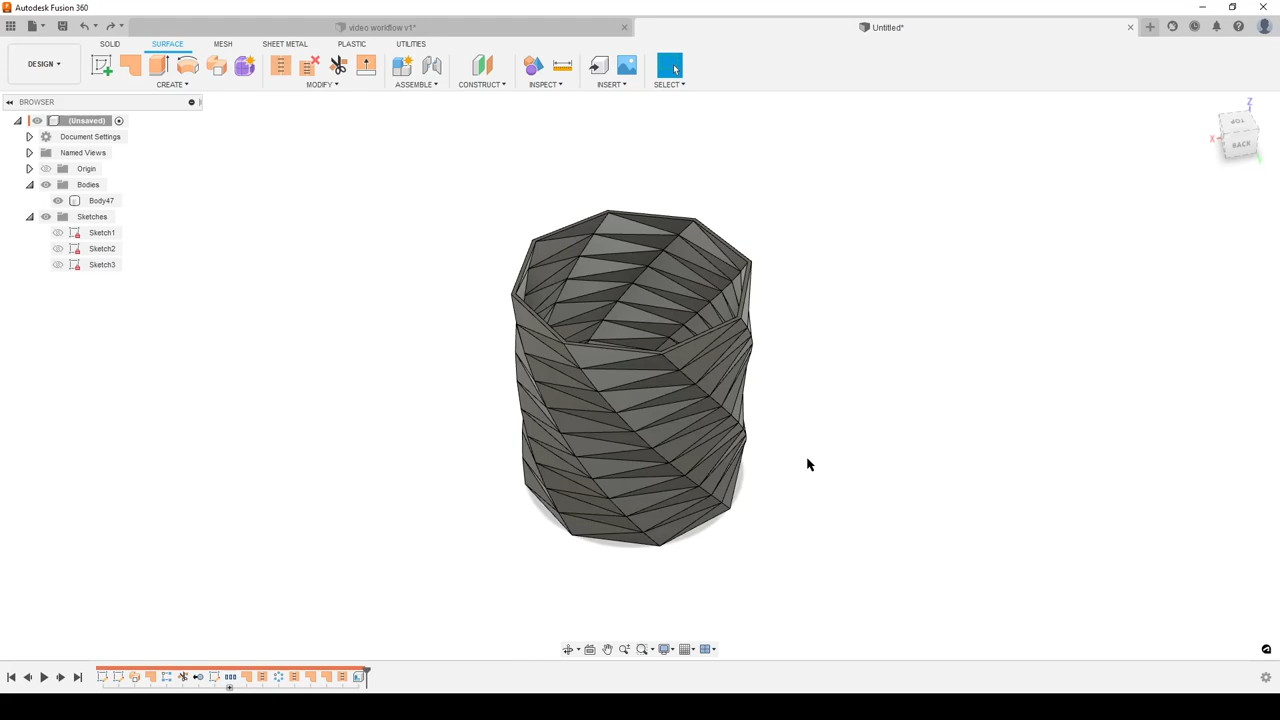 Autodesk Fusion 360
video workflow v1*
Untitled*
DESIGN
SOLID
SURFACE
MESH
SHEET METAL
PLASTIC
UTILITIES
CREATE
MODIFY
ASSEMBLE
CONSTRUCT
INSPECT
INSERT
SELECT
BROWSER
(Unsaved)
Document Settings
Named Views
Origin
Bodies
Body47
Sketches
Sketch1
Sketch2
Sketch3
Z
X
TOP
BACK